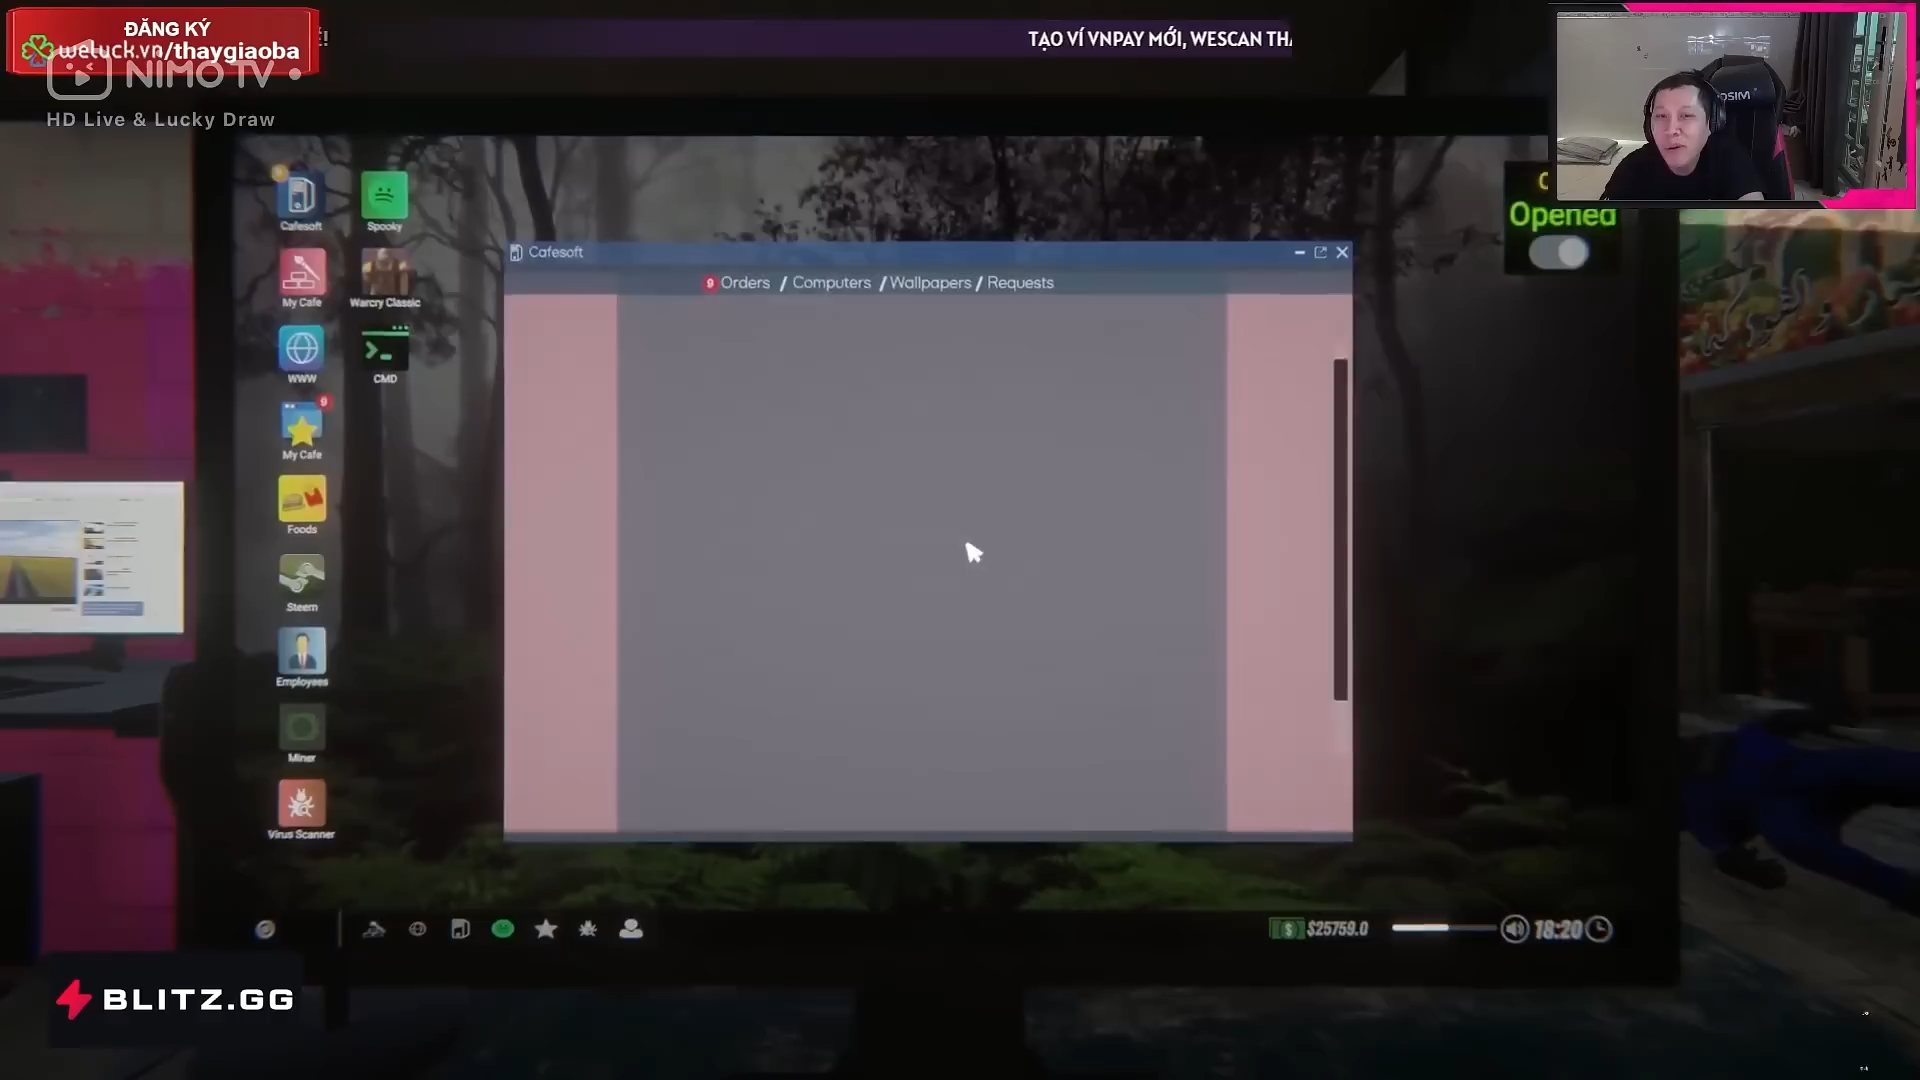 ĐĂNG KÝ
weluck.vn/thaygiaoba
TẠO VÍ VNPAY MỚI, WESCAN
NIMO TV
HD Live & Lucky Draw
OSIM
Opened
Cafesoft
Spooky
My Cafe
Warcry Classic
WWW
CMD
9
My Cafe
Foods
Steem
Employees
Miner
Virus Scanner
Cafesoft
9 Orders / Computers / Wallpapers / Requests
$25759.0
18:20
BLITZ.GG